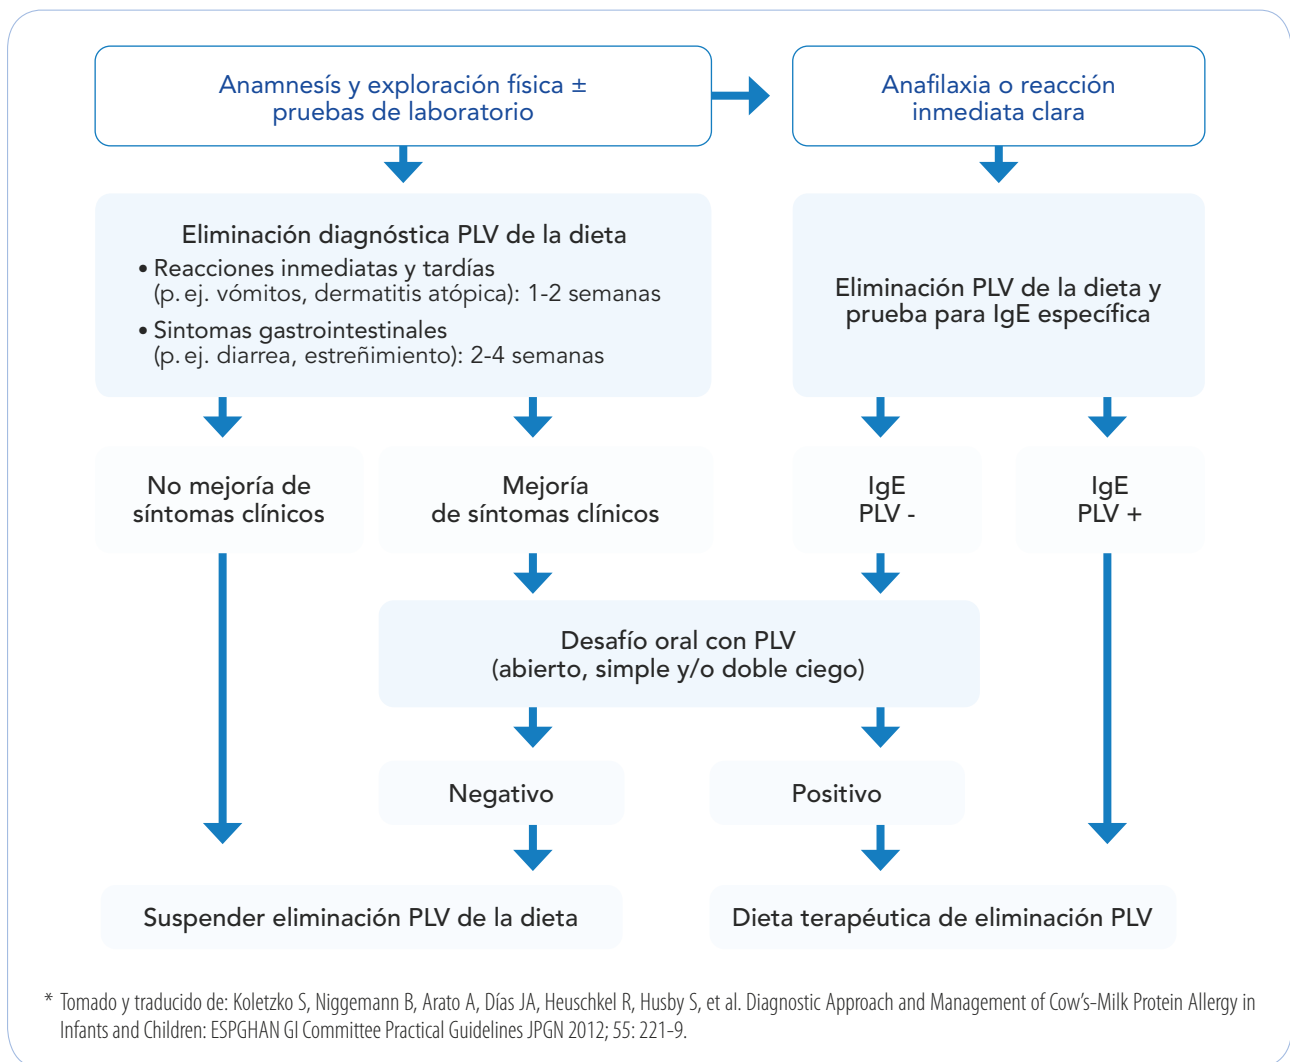 Anamnesís y exploración física ±
pruebas de laboratorio
Anafilaxia o reacción
inmediata clara
Eliminación diagnóstica PLV de la dieta
• Reacciones inmediatas y tardías
(p. ej. vómitos, dermatitis atópica): 1-2 semanas
• Sintomas gastrointestinales
(p. ej. diarrea, estreñimiento): 2-4 semanas
Eliminación PLV de la dieta y
prueba para IgE específica
No mejoría de
síntomas clínicos
Mejoría
de síntomas clínicos
IgE
PLV -
IgE
PLV +
Desafío oral con PLV
(abierto, simple y/o doble ciego)
Negativo
Positivo
Suspender eliminación PLV de la dieta
Dieta terapéutica de eliminación PLV
* Tomado y traducido de: Koletzko S, Niggemann B, Arato A, Días JA, Heuschkel R, Husby S, et al. Diagnostic Approach and Management of Cow's-Milk Protein Allergy in
Infants and Children: ESPGHAN GI Committee Practical Guidelines JPGN 2012; 55: 221-9.